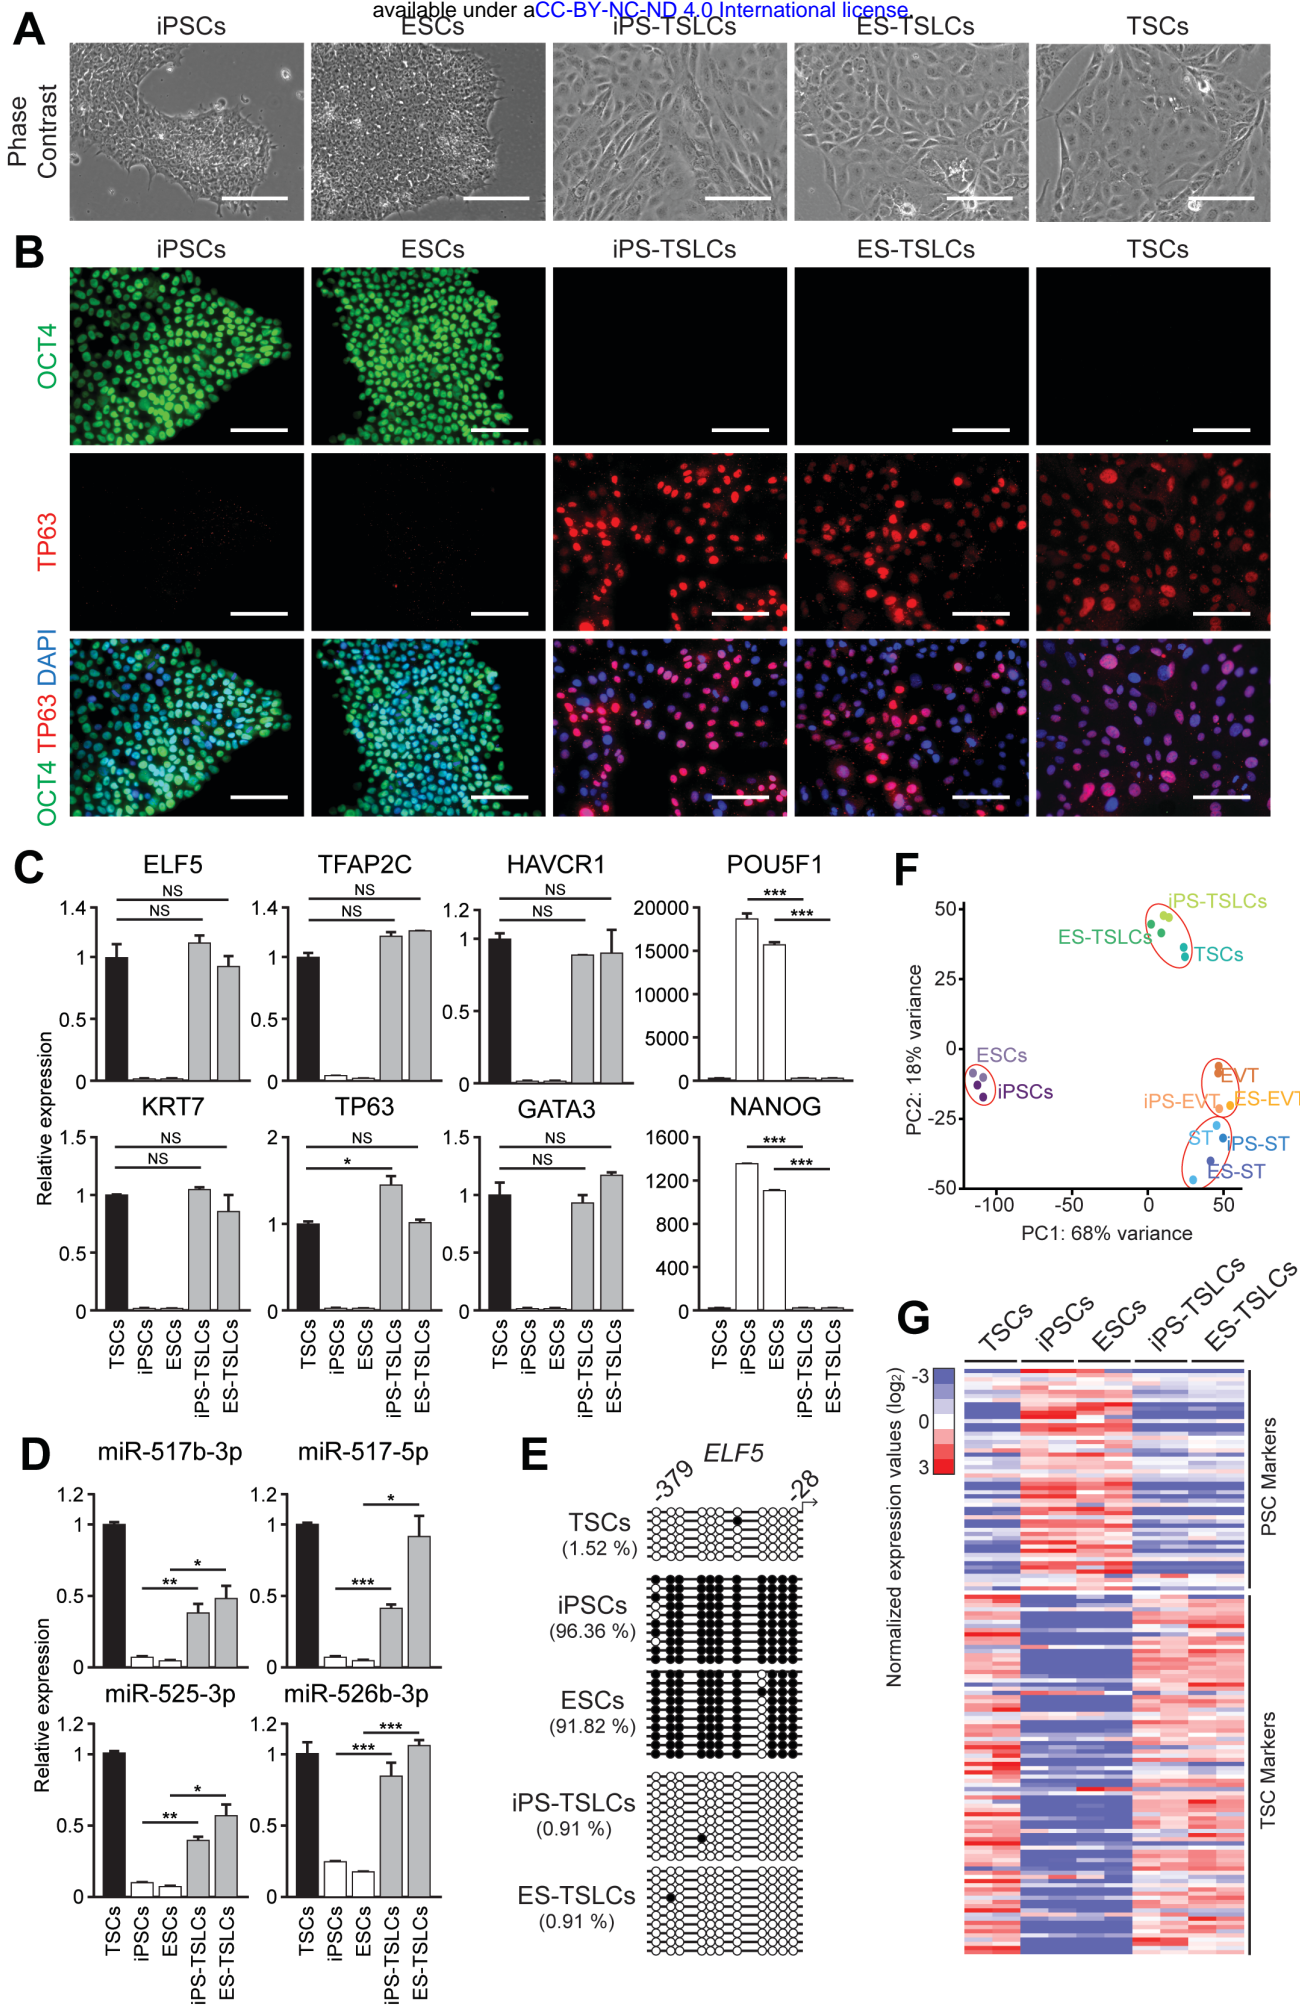 available under aCC-BY-NC-ND 4.0 International license.
A
iPSCs
ESCs
iPS-TSLCs
ES-TSLCs
TSCs
Phase
Contrast
B
iPSCs
ESCs
iPS-TSLCs
ES-TSLCs
TSCs
OCT4
TP63
OCT4 TP63 DAPI
C
Relative expression
ELF5
NS
NS
1.4
1
0.5
0
TFAP2C
NS
NS
1.4
1
0.5
0
HAVCR1
NS
NS
1.2
1
0.5
0
POU5F1
***
***
20000
15000
10000
5000
0
KRT7
NS
NS
1.5
1
0.5
0
TSCs
iPSCs
ESCs
iPS-TSLCs
ES-TSLCs
TP63
NS
*
2
1
0
TSCs
iPSCs
ESCs
iPS-TSLCs
ES-TSLCs
GATA3
NS
NS
1.5
1
0.5
0
TSCs
iPSCs
ESCs
iPS-TSLCs
ES-TSLCs
NANOG
***
***
1600
1200
800
400
0
TSCs
iPSCs
ESCs
iPS-TSLCs
ES-TSLCs
D
Relative expression
miR-517b-3p
*
**
1.2
1
0.5
0
miR-517-5p
*
***
1.2
1
0.5
0
miR-525-3p
*
**
1.2
1
0.5
0
TSCs
iPSCs
ESCs
iPS-TSLCs
ES-TSLCs
miR-526b-3p
***
***
1.2
1
0.5
0
TSCs
iPSCs
ESCs
iPS-TSLCs
ES-TSLCs
E
ELF5
-379
-28
TSCs
(1.52 %)
iPSCs
(96.36 %)
ESCs
(91.82 %)
iPS-TSLCs
(0.91 %)
ES-TSLCs
(0.91 %)
F
PC2: 18% variance
50
25
0
-25
-50
iPS-TSLCs
ES-TSLCs
TSCs
ESCs
iPSCs
EVT
iPS-EVT
ES-EVT
ST
iPS-ST
ES-ST
-100
-50
0
50
PC1: 68% variance
G
TSCs
iPSCs
ESCs
iPS-TSLCs
ES-TSLCs
Normalized expression values (log2)
-3
0
3
PSC Markers
TSC Markers